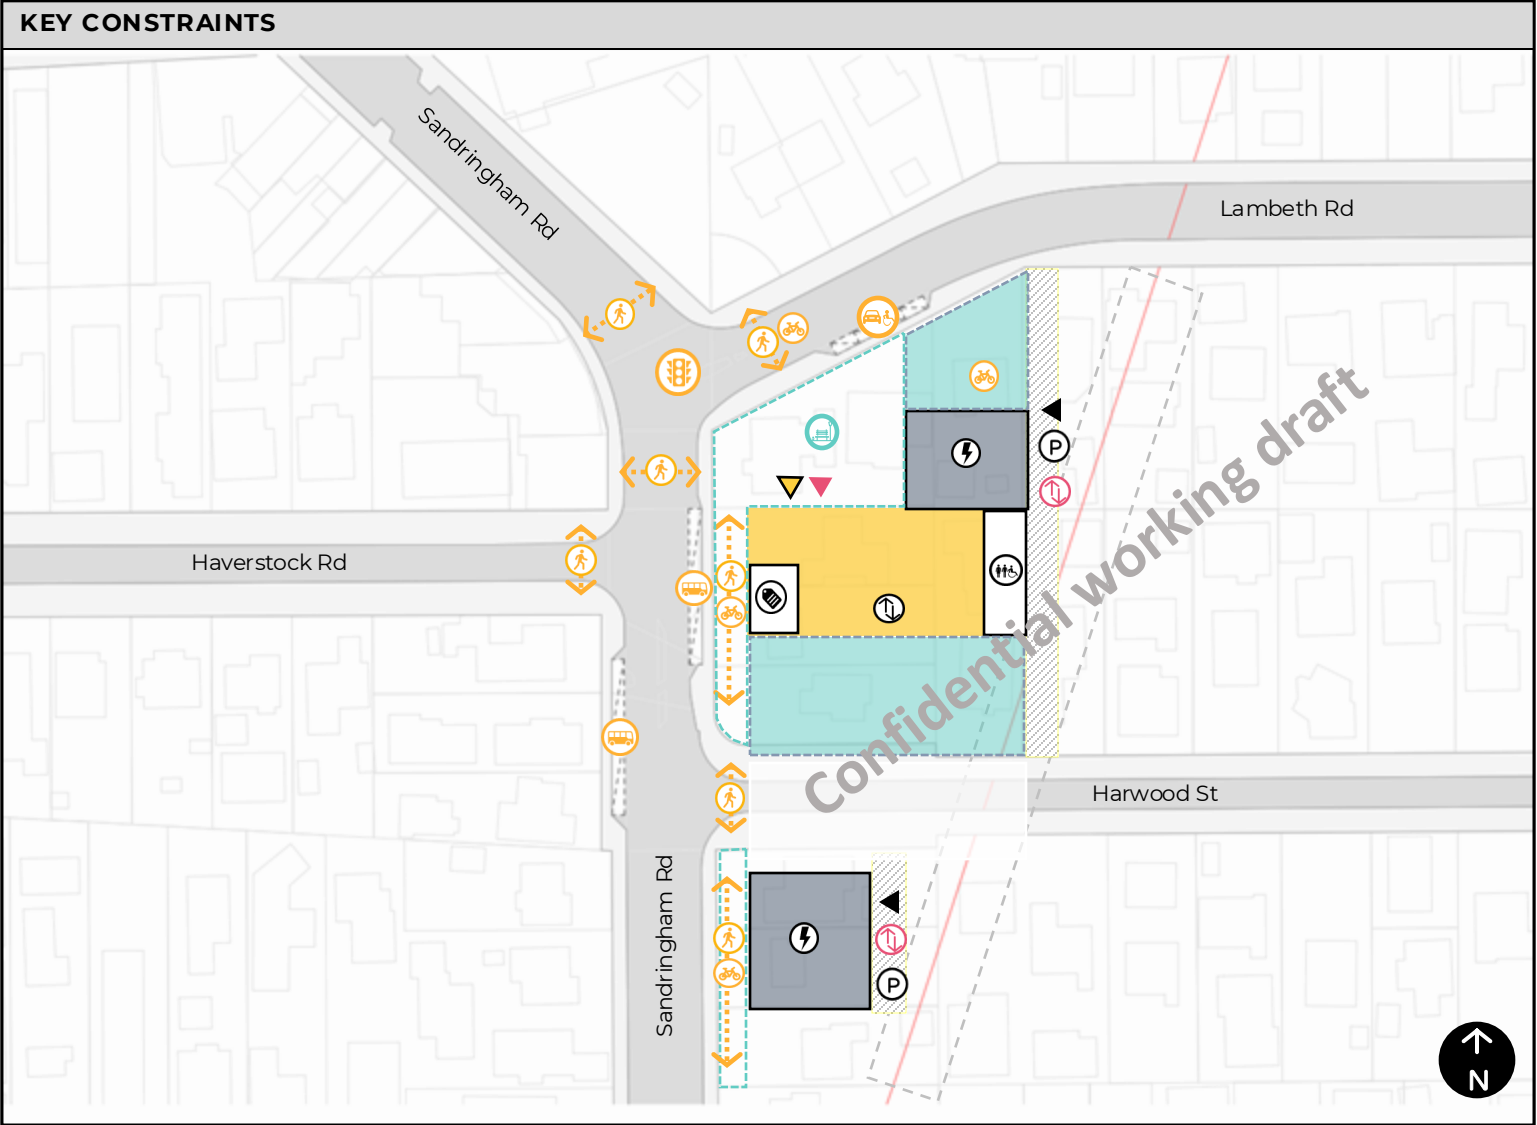 KEY CONSTRAINTS
Sandringham Rd
Lambeth Rd
P
Haverstock Rd
Confidential working draft
Harwood St
Sandringham Rd
P
N